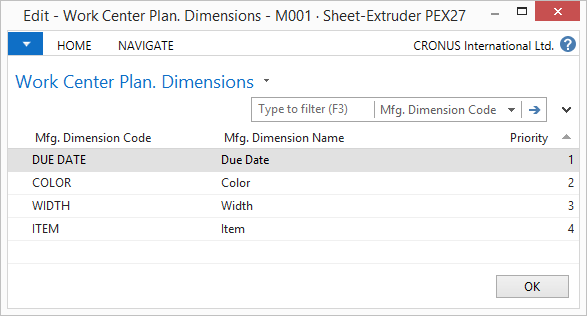 Edit - Work Center Plan. Dimensions - M001 · Sheet-Extruder PEX27
HOME NAVIGATE CRONUS International Ltd. ?
Work Center Plan. Dimensions
Type to filter (F3) Mfg. Dimension Code
Mfg. Dimension Code Mfg. Dimension Name Priority
DUE DATE Due Date 1
COLOR Color 2
WIDTH Width 3
ITEM Item 4
OK